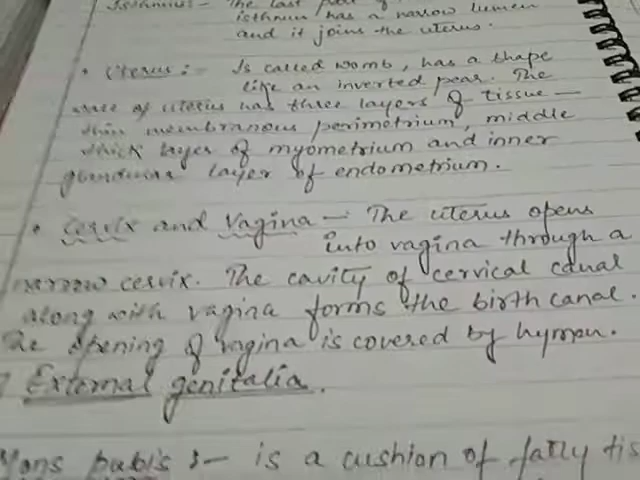 Isthmus - The last part of
isthmus has a narrow lumen
and it joins the uterus.
• Uterus :- Is called womb, has a shape
like an inverted pear. The
of uterus has three layers of tissue -
thin membranous perimetrium, middle
thick layer of myometrium and inner
glandular layer of endometrium.
• Cervix and Vagina - The uterus opens
into vagina through a
narrow cervix. The cavity of cervical canal
along with vagina forms the birth canal.
The opening of vagina is covered by hymen.
External genitalia.
Mons pubis :- is a cushion of fatty tis